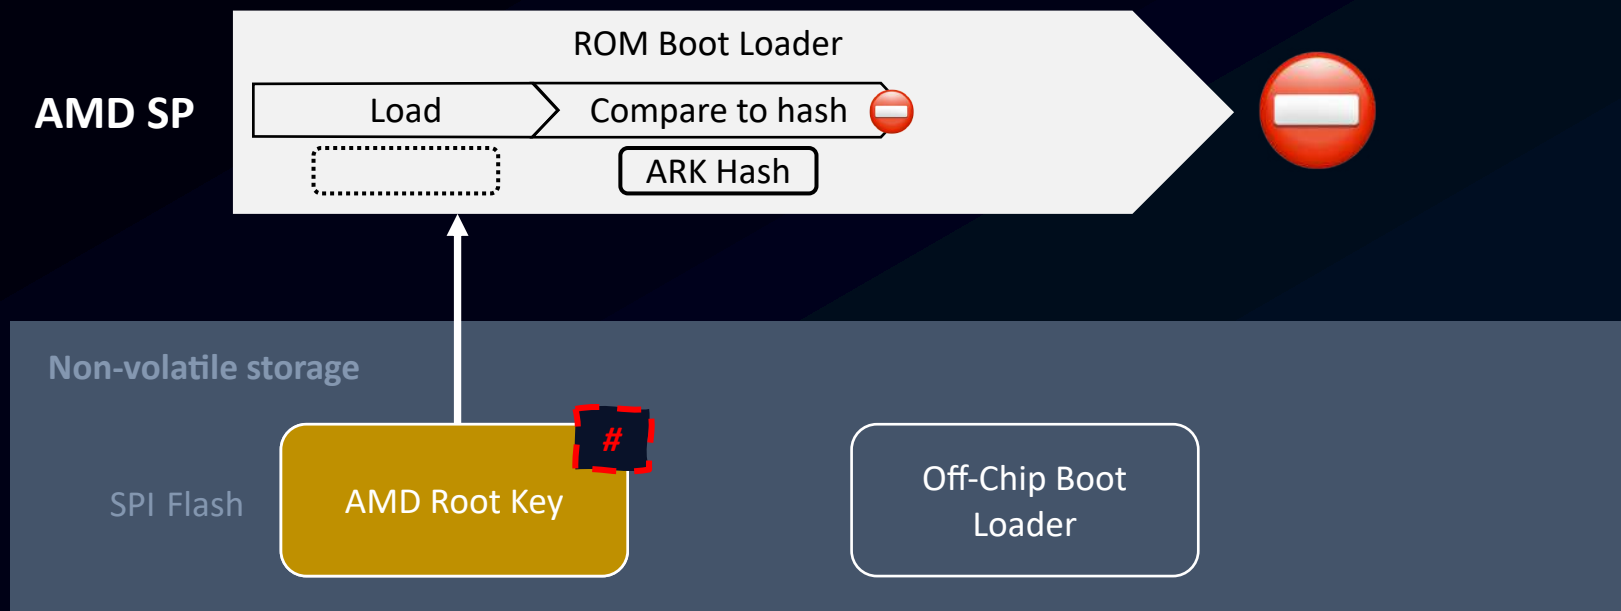 ROM Boot Loader
AMD SP
Load
Compare to hash
ARK Hash
Non-volatile storage
#
SPI Flash
AMD Root Key
Off-Chip Boot
Loader